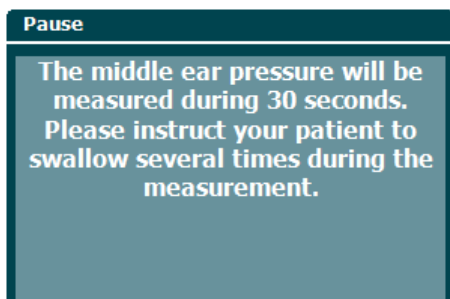 Pause
The middle ear pressure will be
measured during 30 seconds.
Please instruct your patient to
swallow several times during the
measurement.